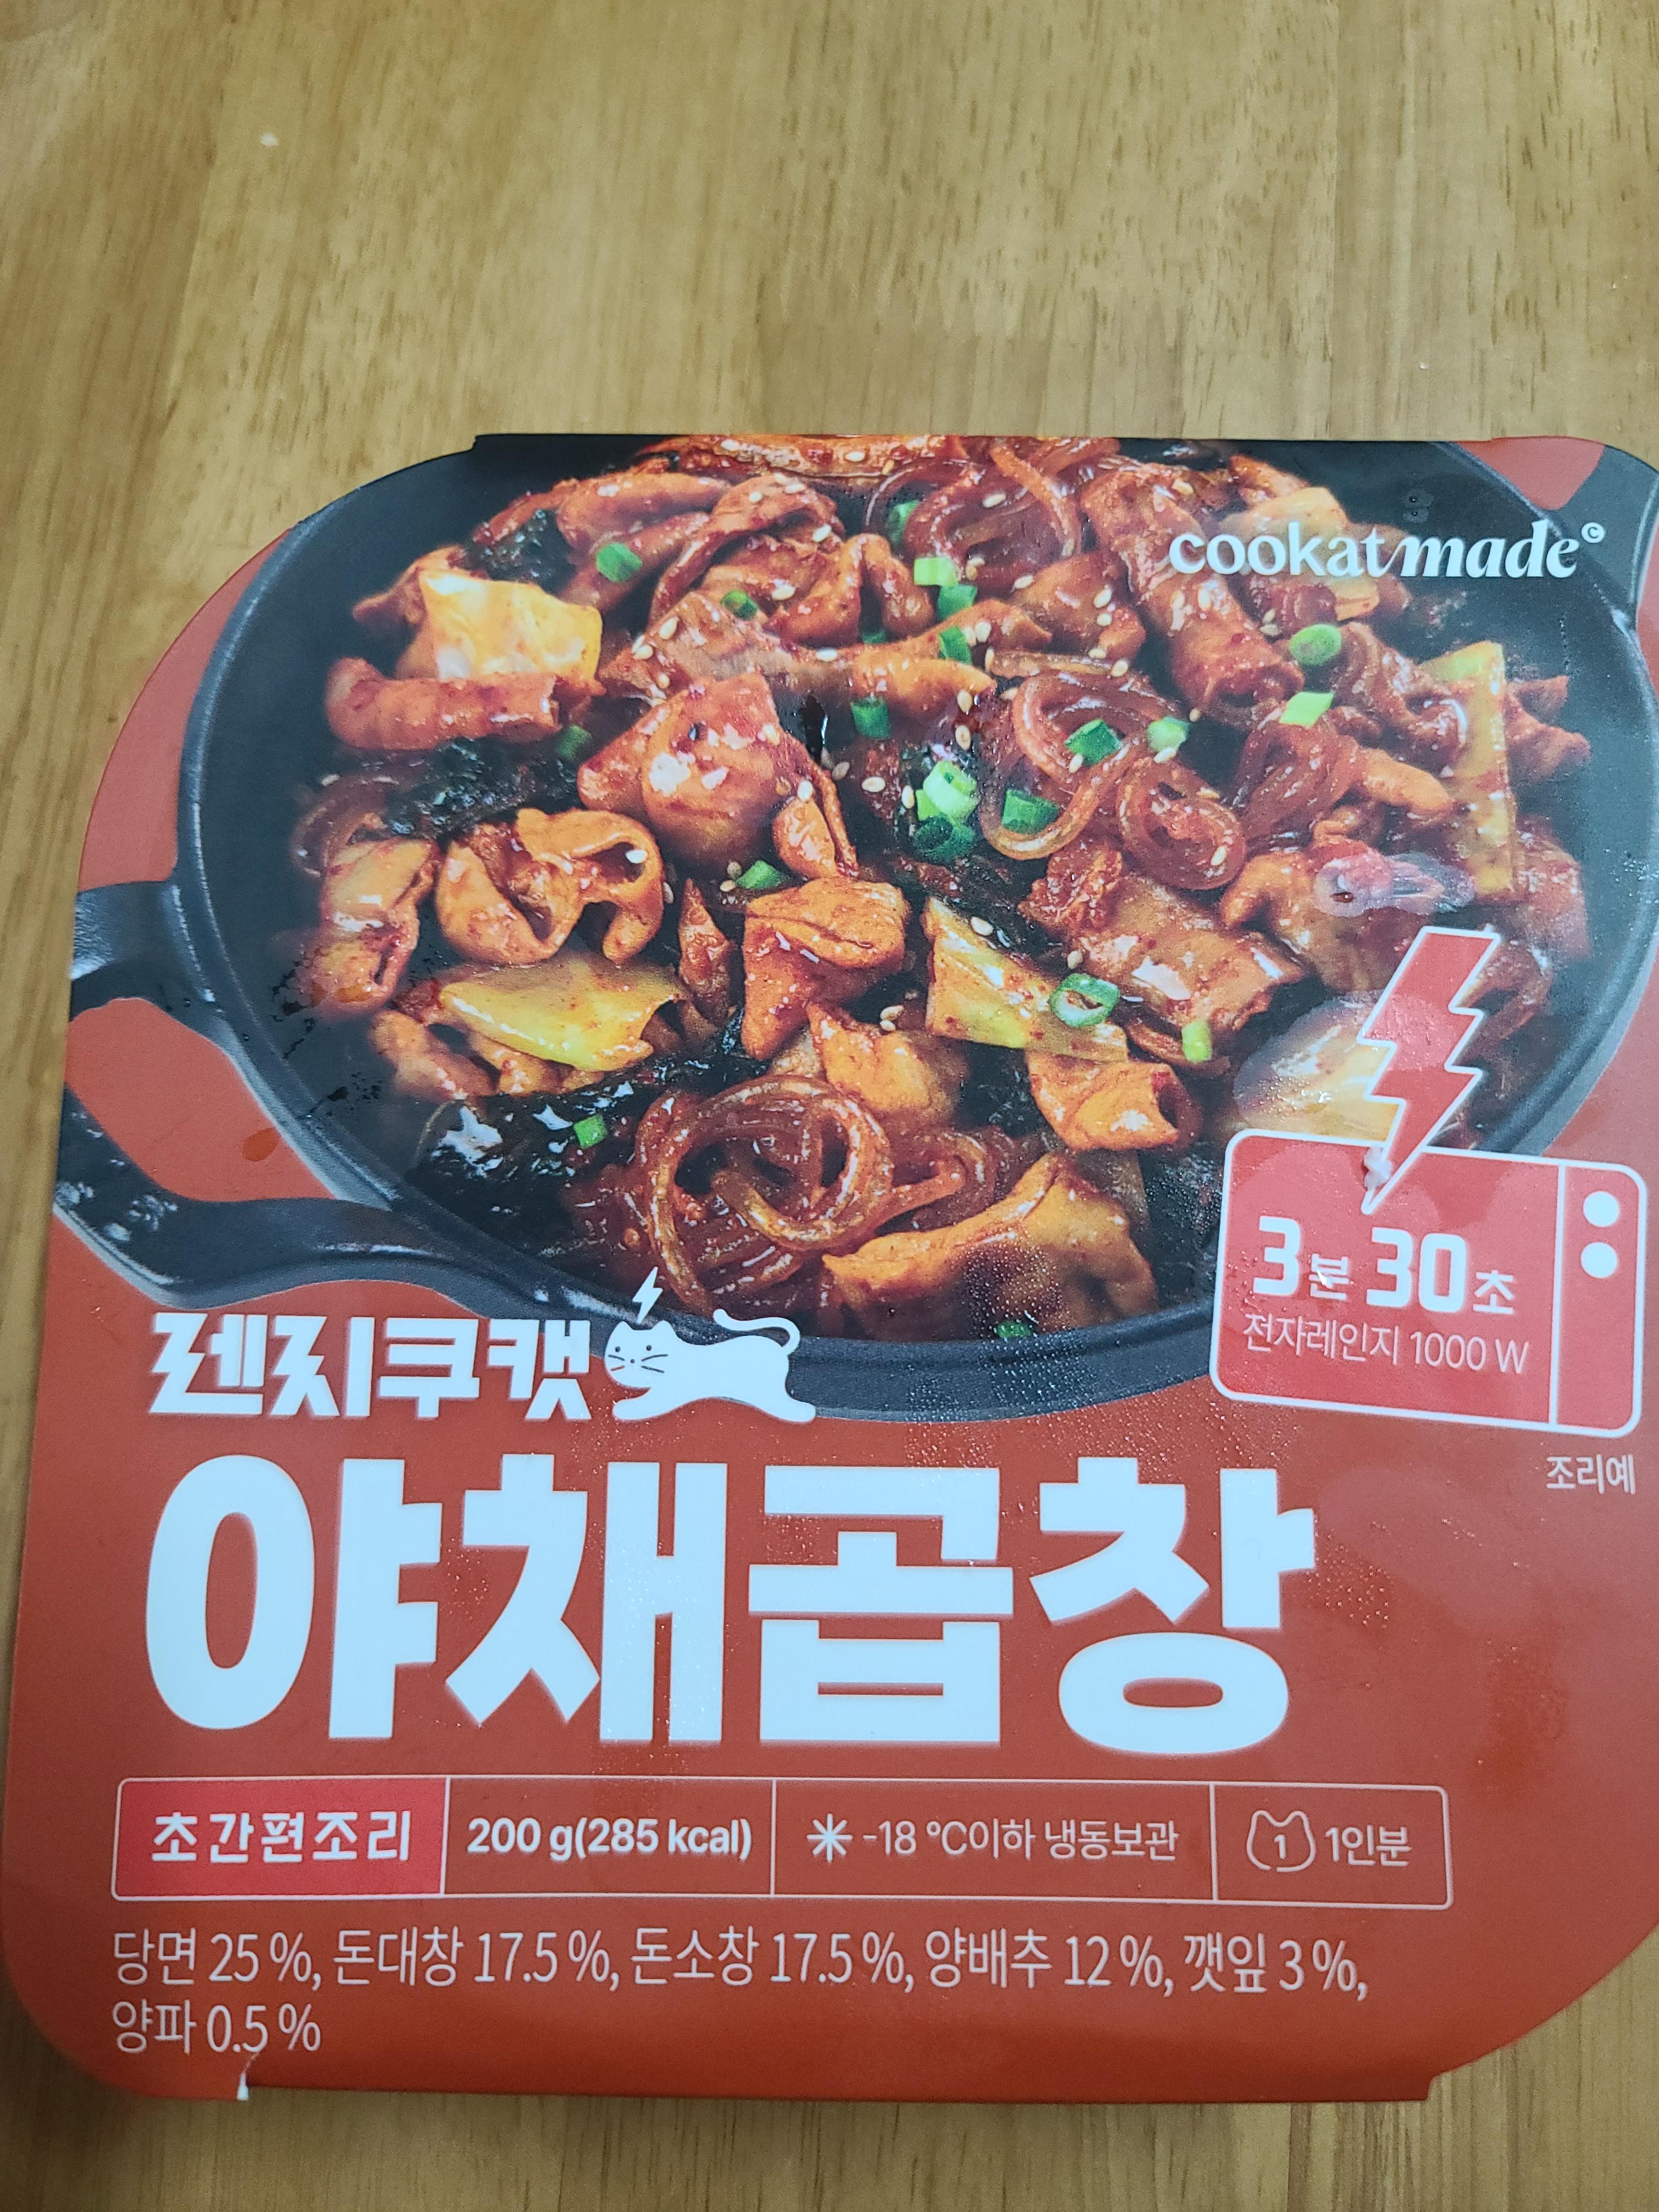 cookatmade©
3분 30초
전자레인지 1000 W
조리예
렌지쿠캣
야채곱창
초간편조리
200 g(285 kcal)
-18 °C이하 냉동보관
1 1인분
당면 25 %, 돈대창 17.5 %, 돈소창 17.5 %, 양배추 12 %, 깻잎 3 %,
양파 0.5 %